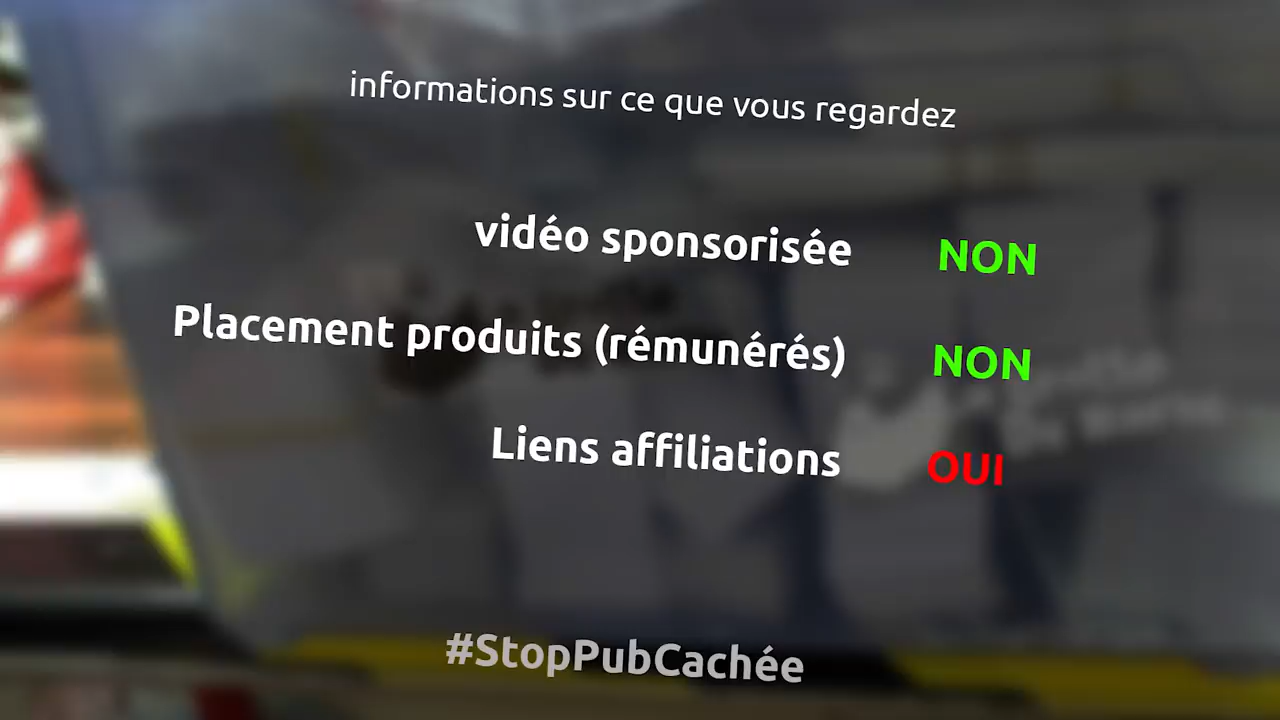 informations sur ce que vous regardez
vidéo sponsorisée NON
Placement produits (rémunérés) NON
Liens affiliations OUI
#StopPubCachée